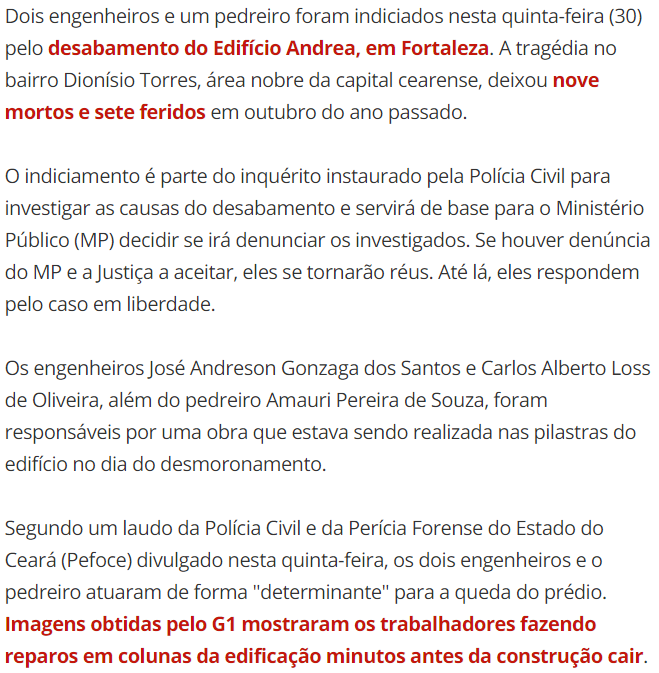 Dois engenheiros e um pedreiro foram indiciados nesta quinta-feira (30)
pelo desabamento do Edifício Andrea, em Fortaleza. A tragédia no
bairro Dionísio Torres, área nobre da capital cearense, deixou nove
mortos e sete feridos em outubro do ano passado.
O indiciamento é parte do inquérito instaurado pela Polícia Civil para
investigar as causas do desabamento e servirá de base para o Ministério
Público (MP) decidir se irá denunciar os investigados. Se houver denúncia
do MP e a Justiça a aceitar, eles se tornarão réus. Até lá, eles respondem
pelo caso em liberdade.
Os engenheiros José Andreson Gonzaga dos Santos e Carlos Alberto Loss
de Oliveira, além do pedreiro Amauri Pereira de Souza, foram
responsáveis por uma obra que estava sendo realizada nas pilastras do
edifício no dia do desmoronamento.
Segundo um laudo da Polícia Civil e da Perícia Forense do Estado do
Ceará (Pefoce) divulgado nesta quinta-feira, os dois engenheiros e o
pedreiro atuaram de forma "determinante" para a queda do prédio.
Imagens obtidas pelo G1 mostraram os trabalhadores fazendo
reparos em colunas da edificação minutos antes da construção cair.